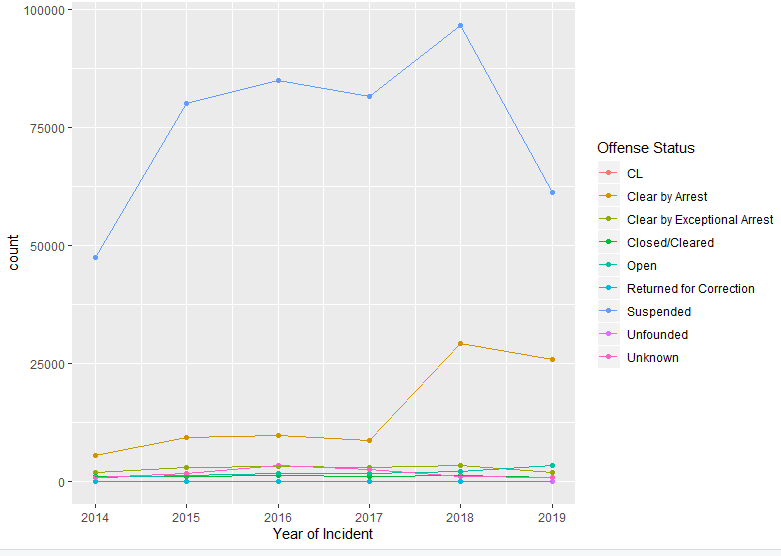 100000
75000
50000
25000
0
count
2014 2015 2016 2017 2018 2019
Year of Incident
Offense Status
CL
Clear by Arrest
Clear by Exceptional Arrest
Closed/Cleared
Open
Returned for Correction
Suspended
Unfounded
Unknown